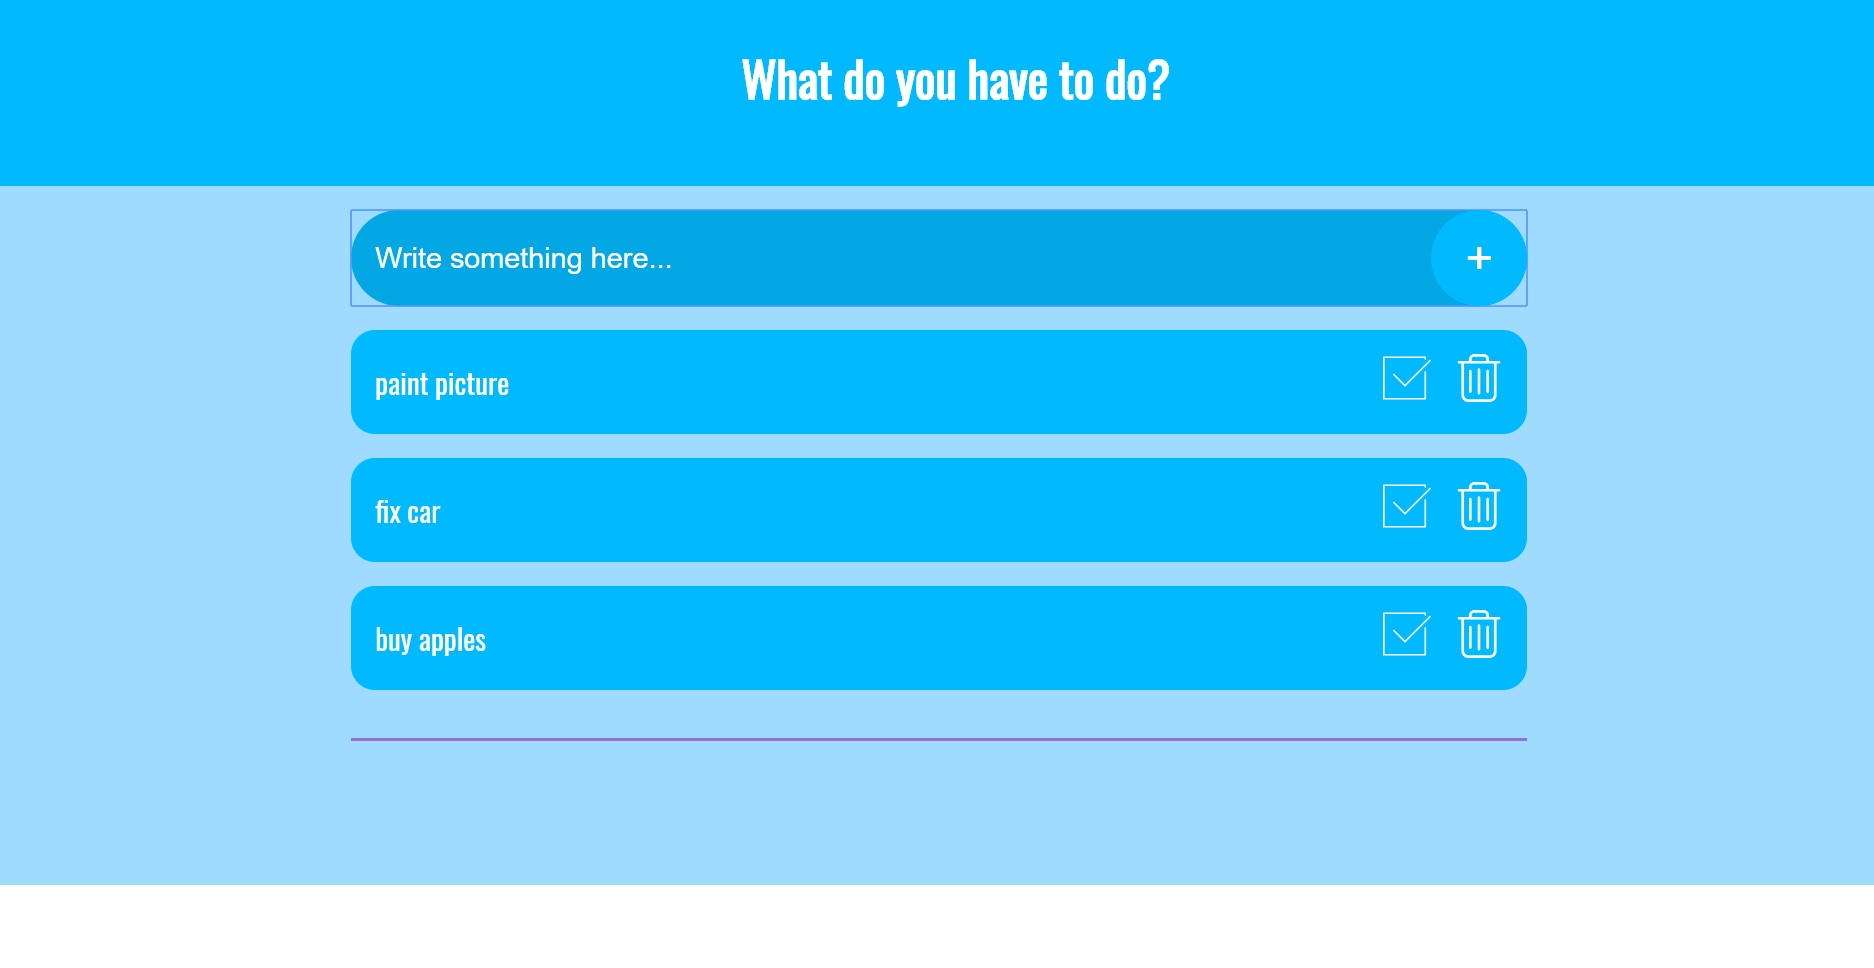 What do you have to do?
Write something here...
+
paint picture
fix car
buy apples